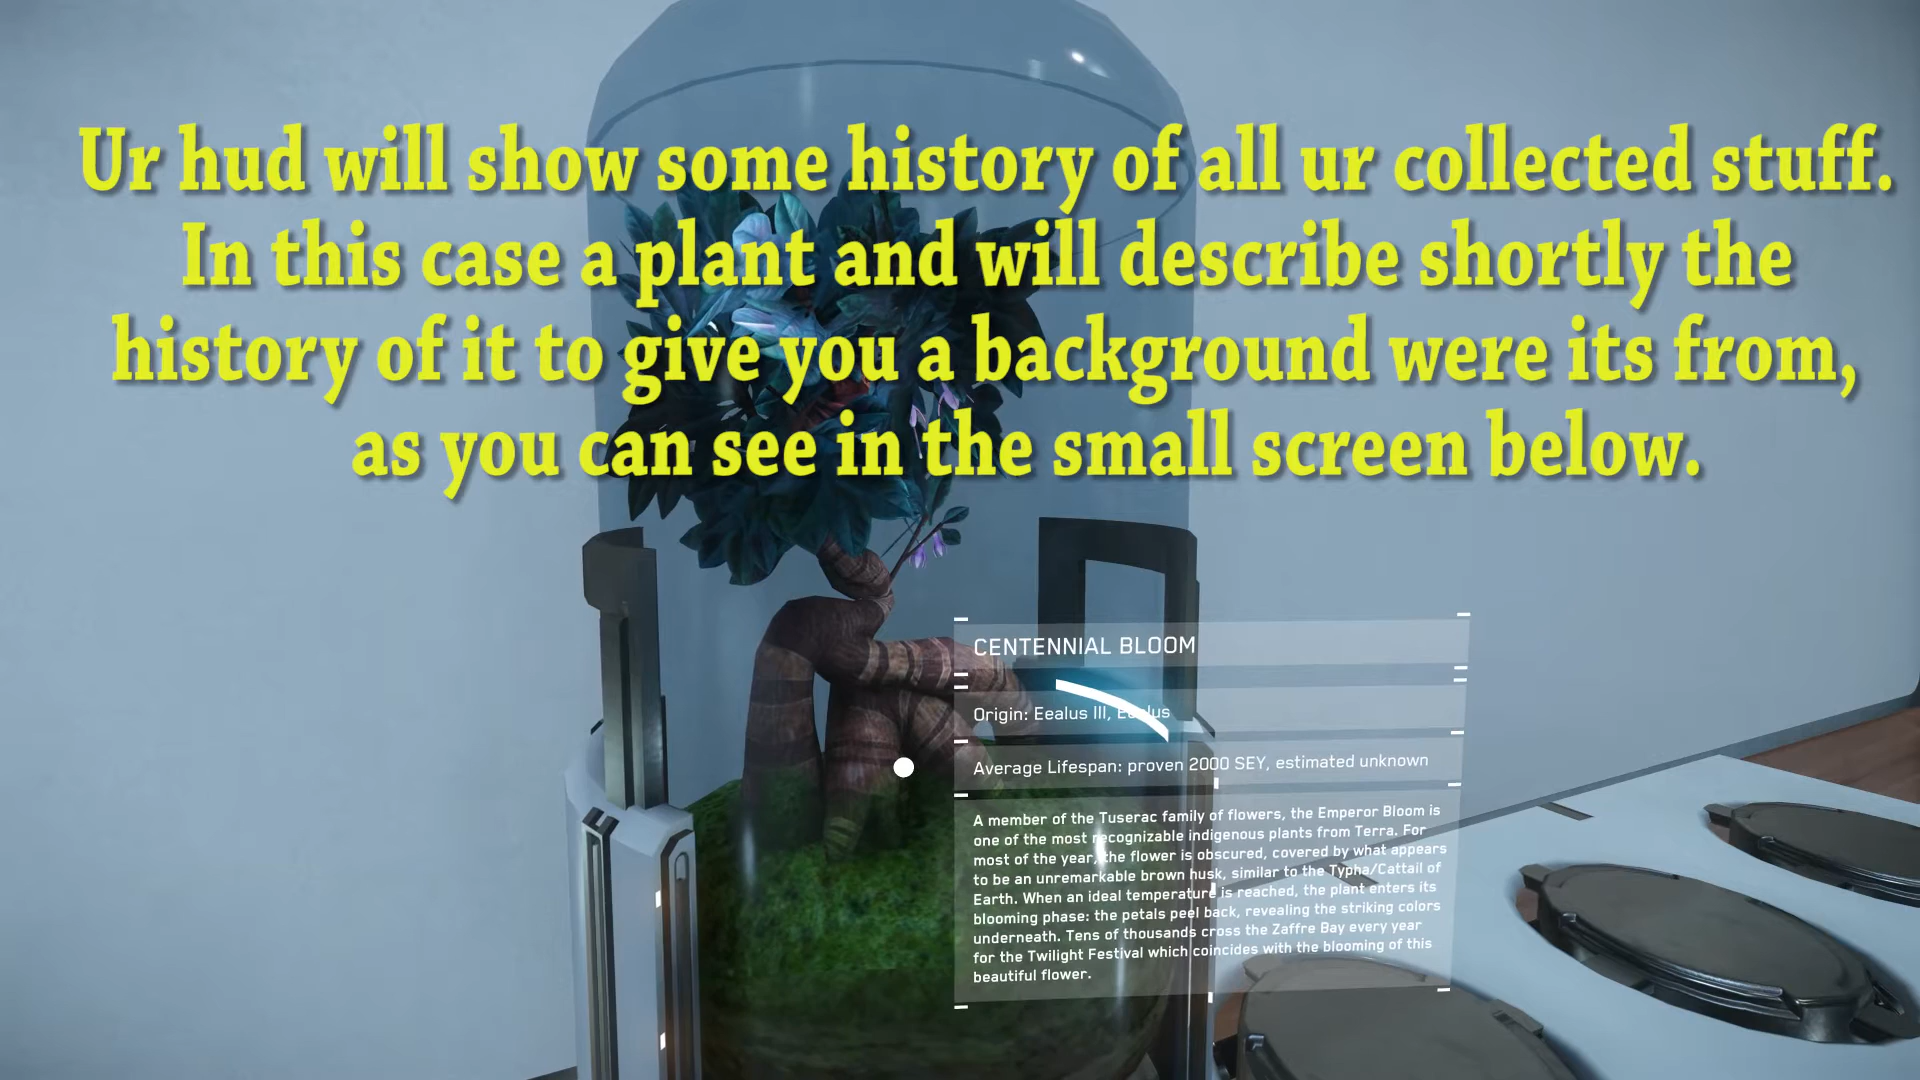 Ur hud will show some history of all ur collected stuff.
In this case a plant and will describe shortly the
history of it to give you a background were its from,
as you can see in the small screen below.
CENTENNIAL BLOOM
Origin: Eealus III, Eealus
Average Lifespan: proven 2000 SEY, estimated unknown
A member of the Tuserac family of flowers, the Emperor Bloom is
one of the most recognizable indigenous plants from Terra. For
most of the year, the flower is obscured, covered by what appears
to be an unremarkable brown husk, similar to the Typha/Cattail of
Earth. When an ideal temperature is reached, the plant enters its
blooming phase: the petals peel back, revealing the striking colors
underneath. Tens of thousands cross the Zaffre Bay every year
for the Twilight Festival which coincides with the blooming of this
beautiful flower.